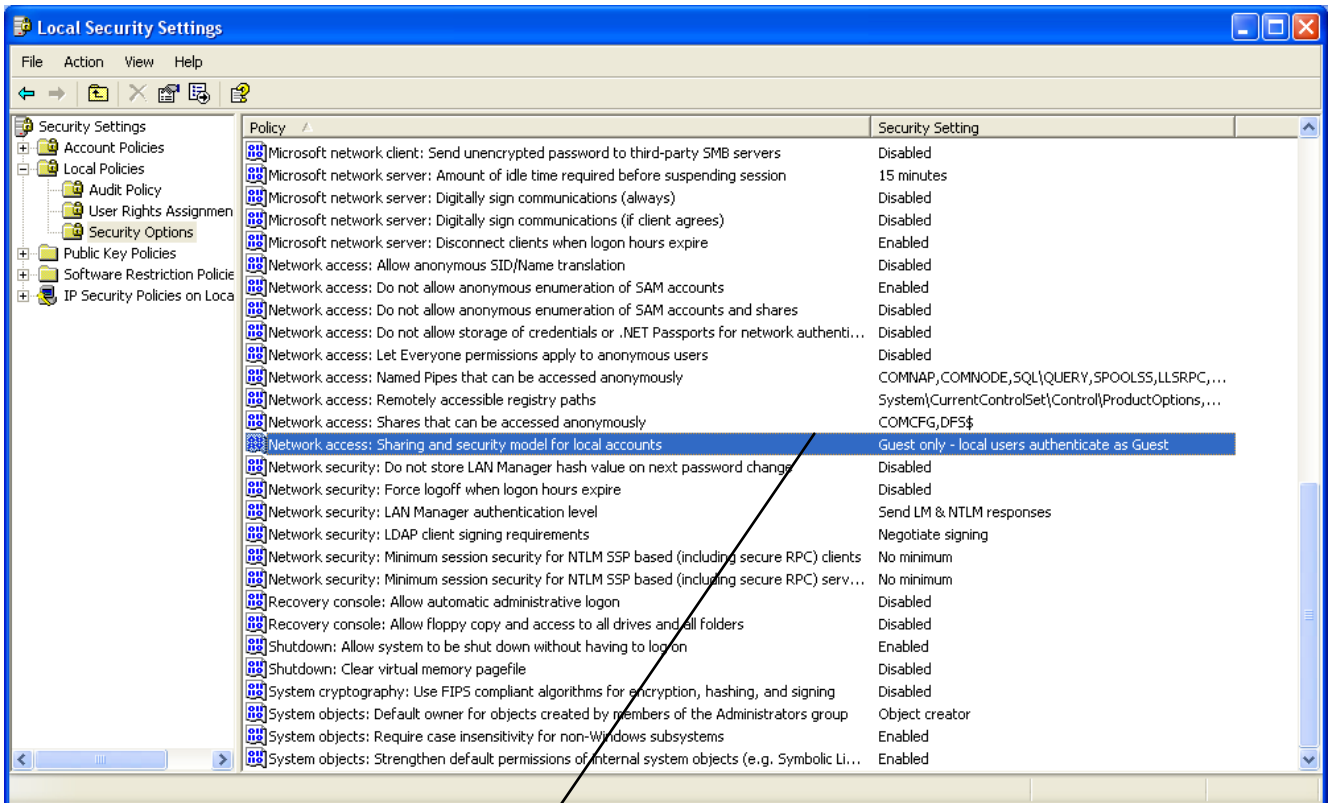 Local Security Settings
File Action View Help
Security Settings
Account Policies
Local Policies
Audit Policy
User Rights Assignmen
Security Options
Public Key Policies
Software Restriction Policie
IP Security Policies on Loca
Policy Security Setting
Microsoft network client: Send unencrypted password to third-party SMB servers Disabled
Microsoft network server: Amount of idle time required before suspending session 15 minutes
Microsoft network server: Digitally sign communications (always) Disabled
Microsoft network server: Digitally sign communications (if client agrees) Disabled
Microsoft network server: Disconnect clients when logon hours expire Enabled
Network access: Allow anonymous SID/Name translation Disabled
Network access: Do not allow anonymous enumeration of SAM accounts Enabled
Network access: Do not allow anonymous enumeration of SAM accounts and shares Disabled
Network access: Do not allow storage of credentials or .NET Passports for network authenti... Disabled
Network access: Let Everyone permissions apply to anonymous users Disabled
Network access: Named Pipes that can be accessed anonymously COMNAP,COMNODE,SQL\QUERY,SPOOLSS,LLSRPC,...
Network access: Remotely accessible registry paths System\CurrentControlSet\Control\ProductOptions,...
Network access: Shares that can be accessed anonymously COMCFG,DFS$
Network access: Sharing and security model for local accounts Guest only - local users authenticate as Guest
Network security: Do not store LAN Manager hash value on next password change Disabled
Network security: Force logoff when logon hours expire Disabled
Network security: LAN Manager authentication level Send LM & NTLM responses
Network security: LDAP client signing requirements Negotiate signing
Network security: Minimum session security for NTLM SSP based (including secure RPC) clients No minimum
Network security: Minimum session security for NTLM SSP based (including secure RPC) serv... No minimum
Recovery console: Allow automatic administrative logon Disabled
Recovery console: Allow floppy copy and access to all drives and all folders Disabled
Shutdown: Allow system to be shut down without having to log on Enabled
Shutdown: Clear virtual memory pagefile Disabled
System cryptography: Use FIPS compliant algorithms for encryption, hashing, and signing Disabled
System objects: Default owner for objects created by members of the Administrators group Object creator
System objects: Require case insensitivity for non-Windows subsystems Enabled
System objects: Strengthen default permissions of internal system objects (e.g. Symbolic Li... Enabled